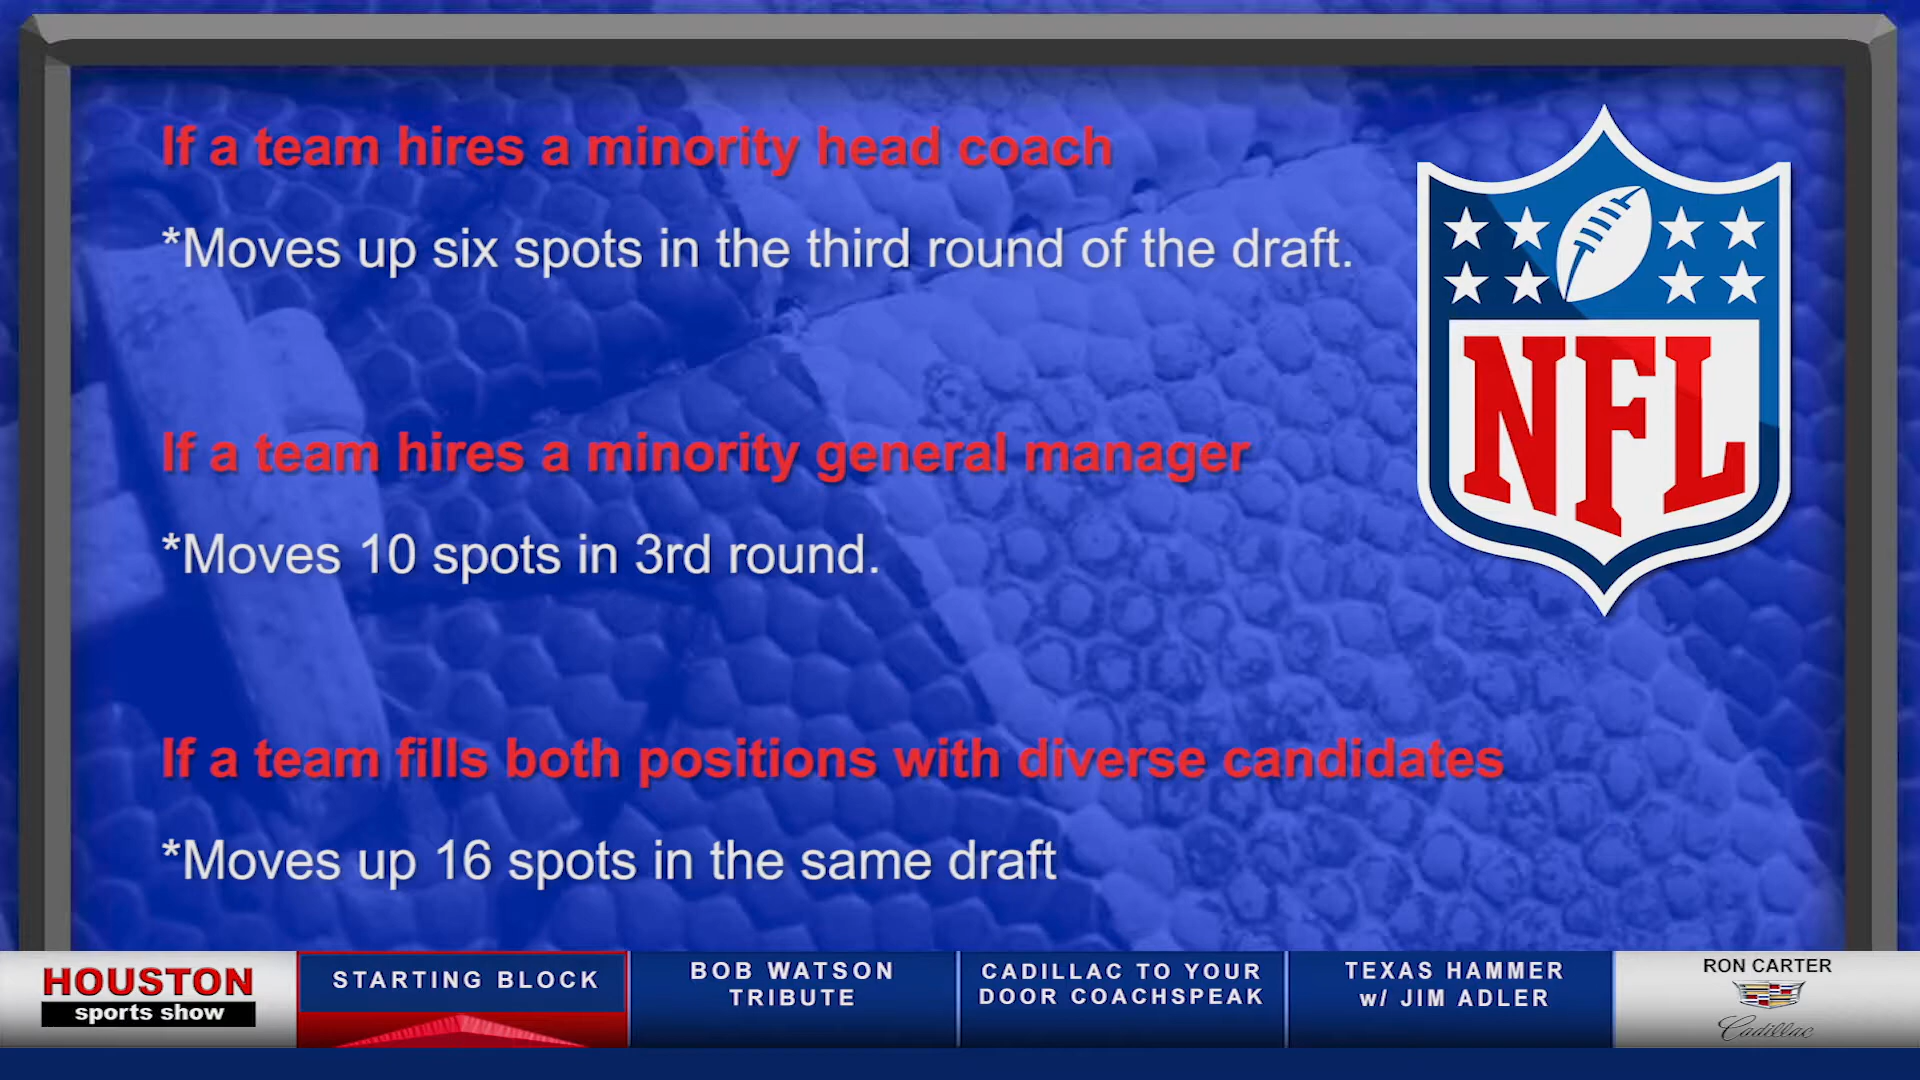 If a team hires a minority head coach
*Moves up six spots in the third round of the draft.
NFL
If a team hires a minority general manager
*Moves 10 spots in 3rd round.
If a team fills both positions with diverse candidates
*Moves up 16 spots in the same draft
HOUSTON
sports show
STARTING BLOCK
BOB WATSON
TRIBUTE
CADILLAC TO YOUR
DOOR COACHSPEAK
TEXAS HAMMER
w/ JIM ADLER
RON CARTER
Cadillac